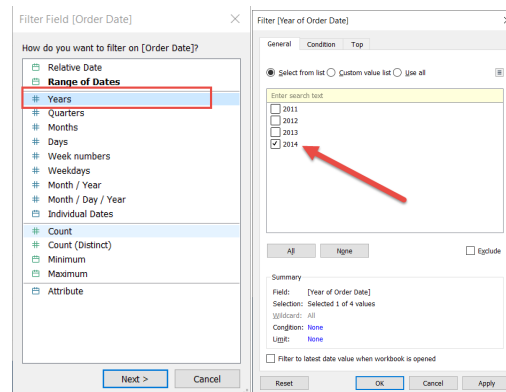 Filter Field [Order Date]
How do you want to filter on [Order Date]?
Relative Date
Range of Dates
# Years
# Quarters
# Months
# Days
# Week numbers
# Weekdays
# Month / Year
# Month / Day / Year
Individual Dates
# Count
# Count (Distinct)
Minimum
Maximum
Attribute
Next > Cancel
Filter [Year of Order Date]
General Condition Top
Select from list Custom value list Use all
Enter search text
2011
2012
2013
2014
All None Exclude
Summary
Field: [Year of Order Date]
Selection: Selected 1 of 4 values
Wildcard: All
Condition: None
Limit: None
Filter to latest date value when workbook is opened
Reset OK Cancel Apply